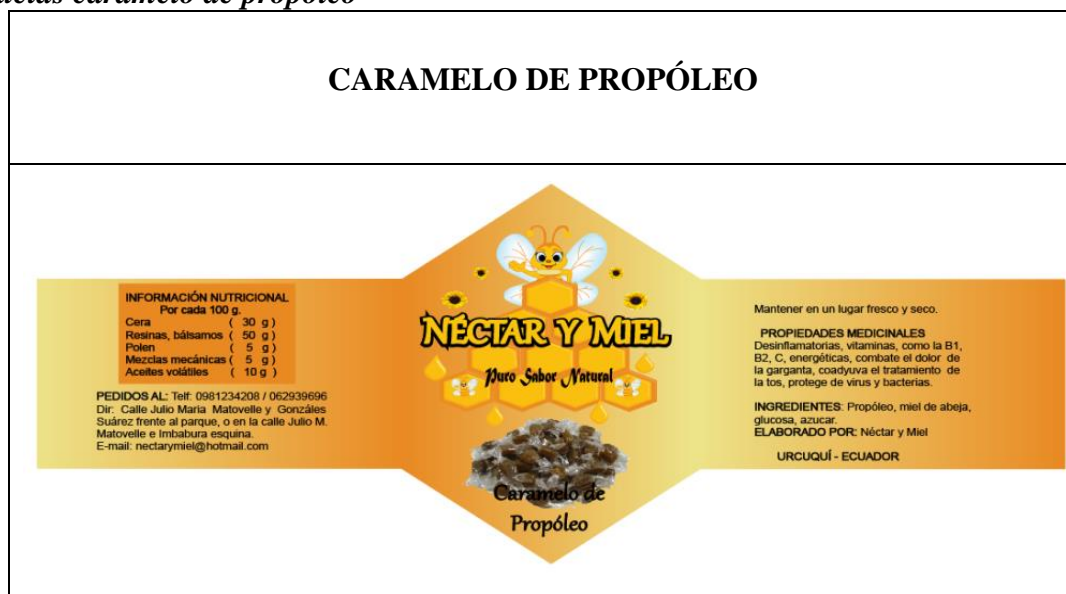 caramelo de propóleo
CARAMELO DE PROPÓLEO
INFORMACIÓN NUTRICIONAL
Por cada 100 g.
Cera ( 30 g )
Resinas, bálsamos ( 50 g )
Polen ( 5 g )
Mezclas mecánicas ( 5 g )
Aceites volátiles ( 10 g )
PEDIDOS AL: Telf: 0981234208 / 062939696
Dir: Calle Julio Maria Matovelle y Gonzáles
Suárez frente al parque, o en la calle Julio M.
Matovelle e Imbabura esquina.
E-mail: nectarymiel@hotmail.com
NÉCTAR Y MIEL
Puro Sabor Natural
Caramelo de
Propóleo
Mantener en un lugar fresco y seco.
PROPIEDADES MEDICINALES
Desinflamatorias, vitaminas, como la B1,
B2, C, energéticas, combate el dolor de
la garganta, coadyuva el tratamiento de
la tos, protege de virus y bacterias.
INGREDIENTES: Propóleo, miel de abeja,
glucosa, azucar.
ELABORADO POR: Néctar y Miel
URCUQUÍ - ECUADOR